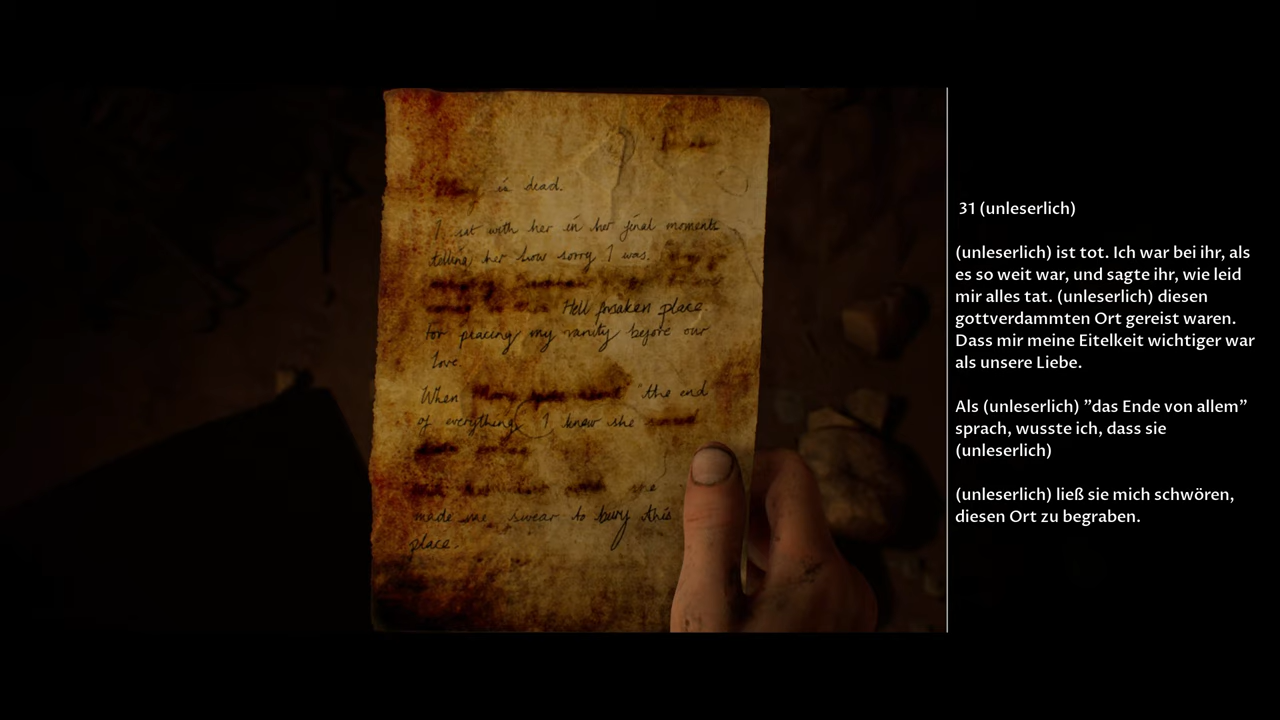 is dead.
I sit with her in her final moments
telling her how sorry I was.
Hell forsaken place.
for placing my vanity before our
love.
When "the end
of everything" I knew she
she
made me swear to bury this
place.
31 (unleserlich)
(unleserlich) ist tot. Ich war bei ihr, als
es so weit war, und sagte ihr, wie leid
mir alles tat. (unleserlich) diesen
gottverdammten Ort gereist waren.
Dass mir meine Eitelkeit wichtiger war
als unsere Liebe.
Als (unleserlich) ”das Ende von allem”
sprach, wusste ich, dass sie
(unleserlich)
(unleserlich) ließ sie mich schwören,
diesen Ort zu begraben.